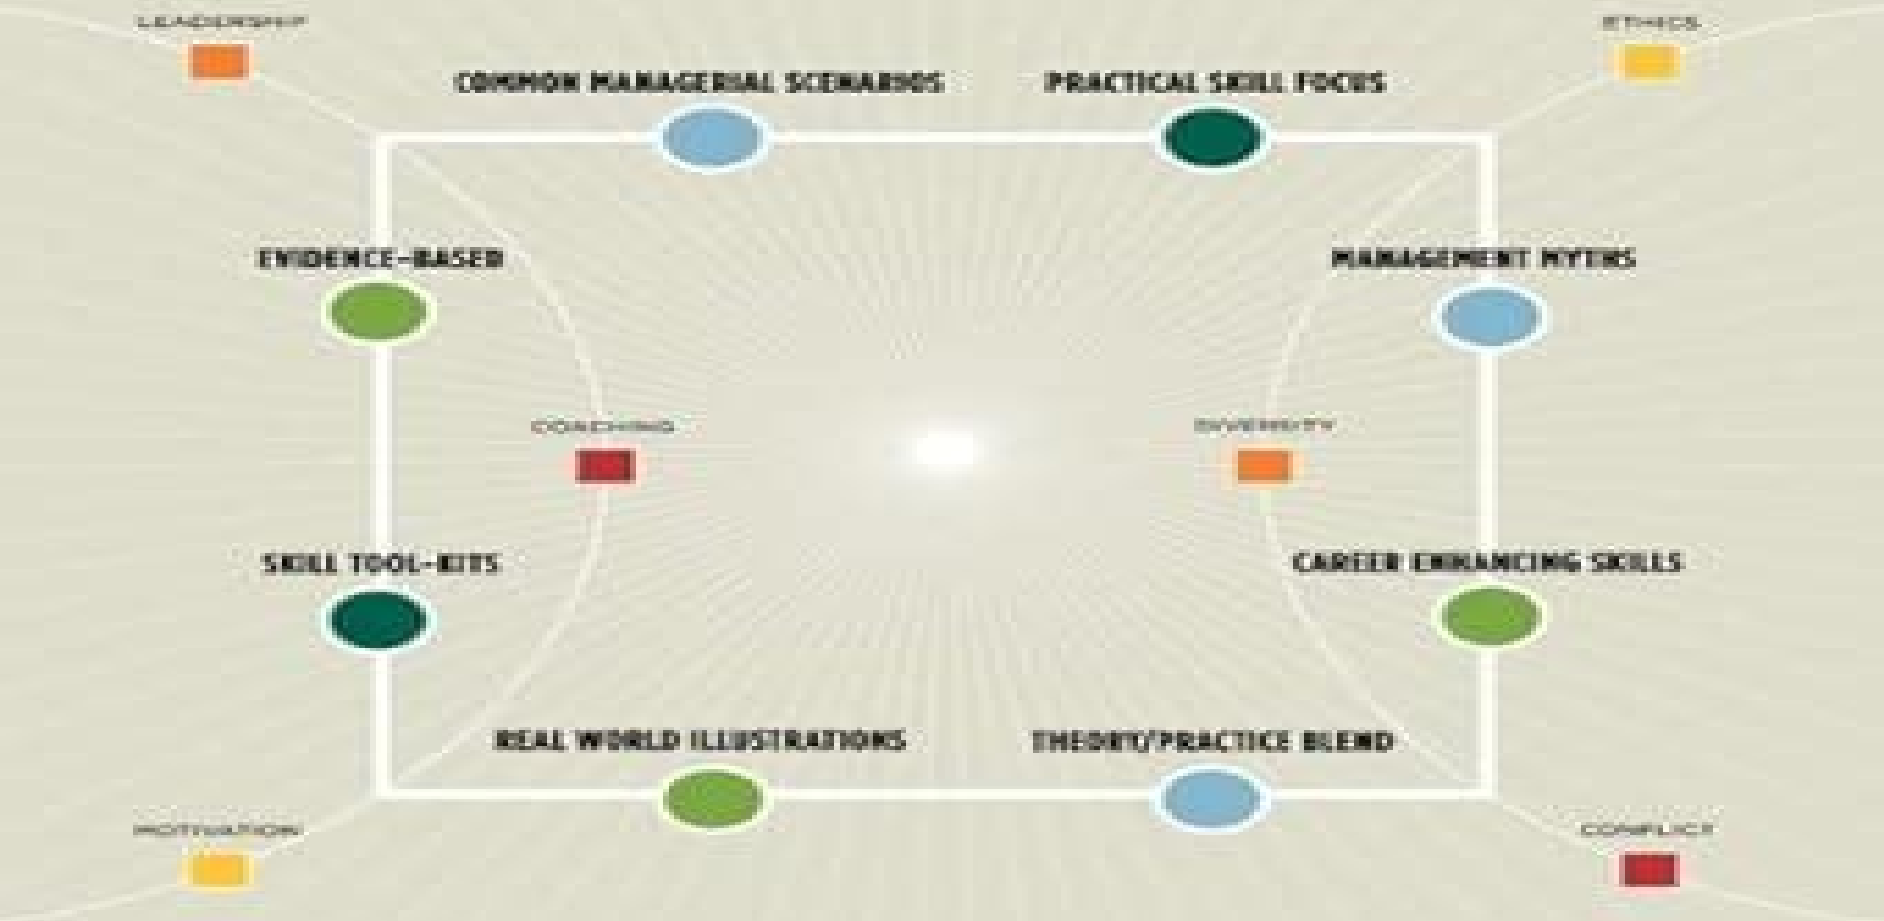 LEADERSHIP
ETHICS
COMMON MANAGERIAL SCENARIOS
PRACTICAL SKILL FOCUS
EVIDENCE-BASED
MANAGEMENT MYTHS
COACHING
DIVERSITY
SKILL TOOL-KITS
CAREER ENHANCING SKILLS
REAL WORLD ILLUSTRATIONS
THEORY/PRACTICE BLEND
MOTIVATION
CONFLICT